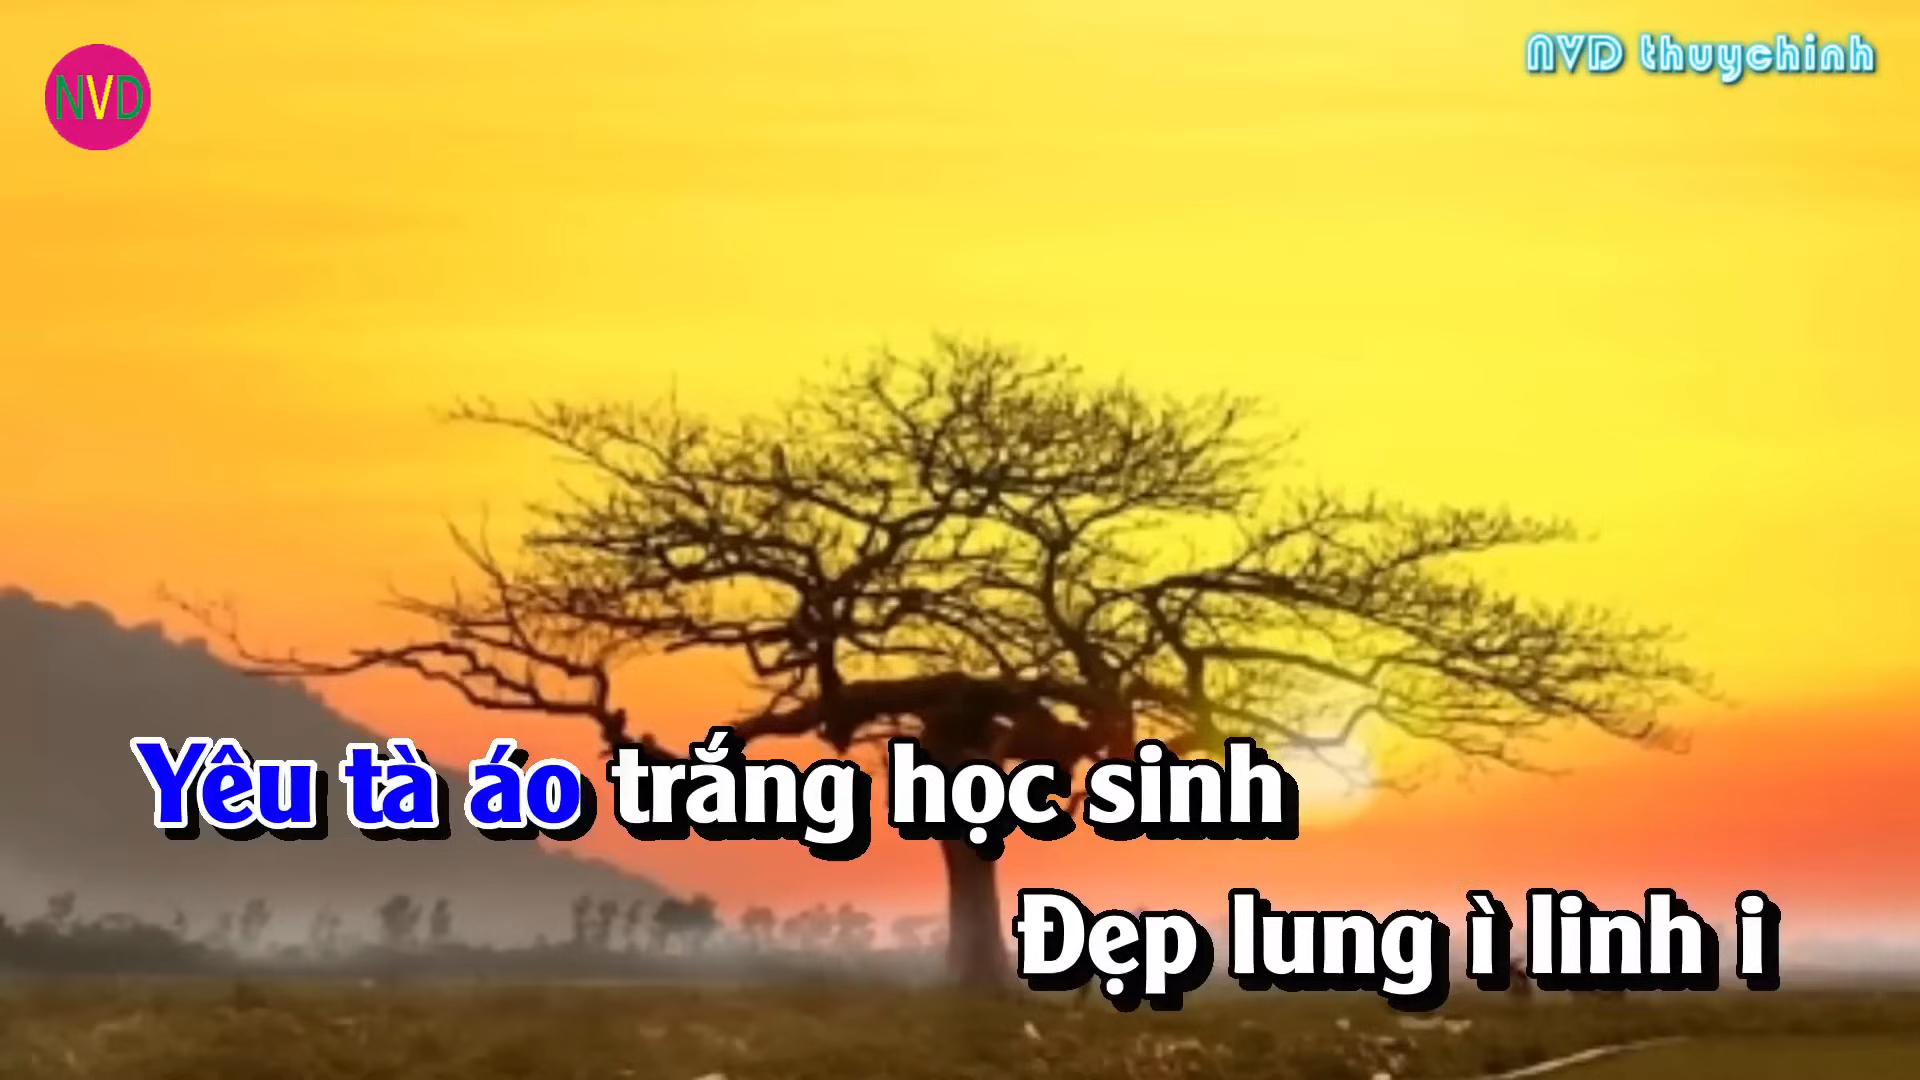 NVD
NVD thuychinh
Yêu tà áo trắng học sinh
Đẹp lung ì linh i